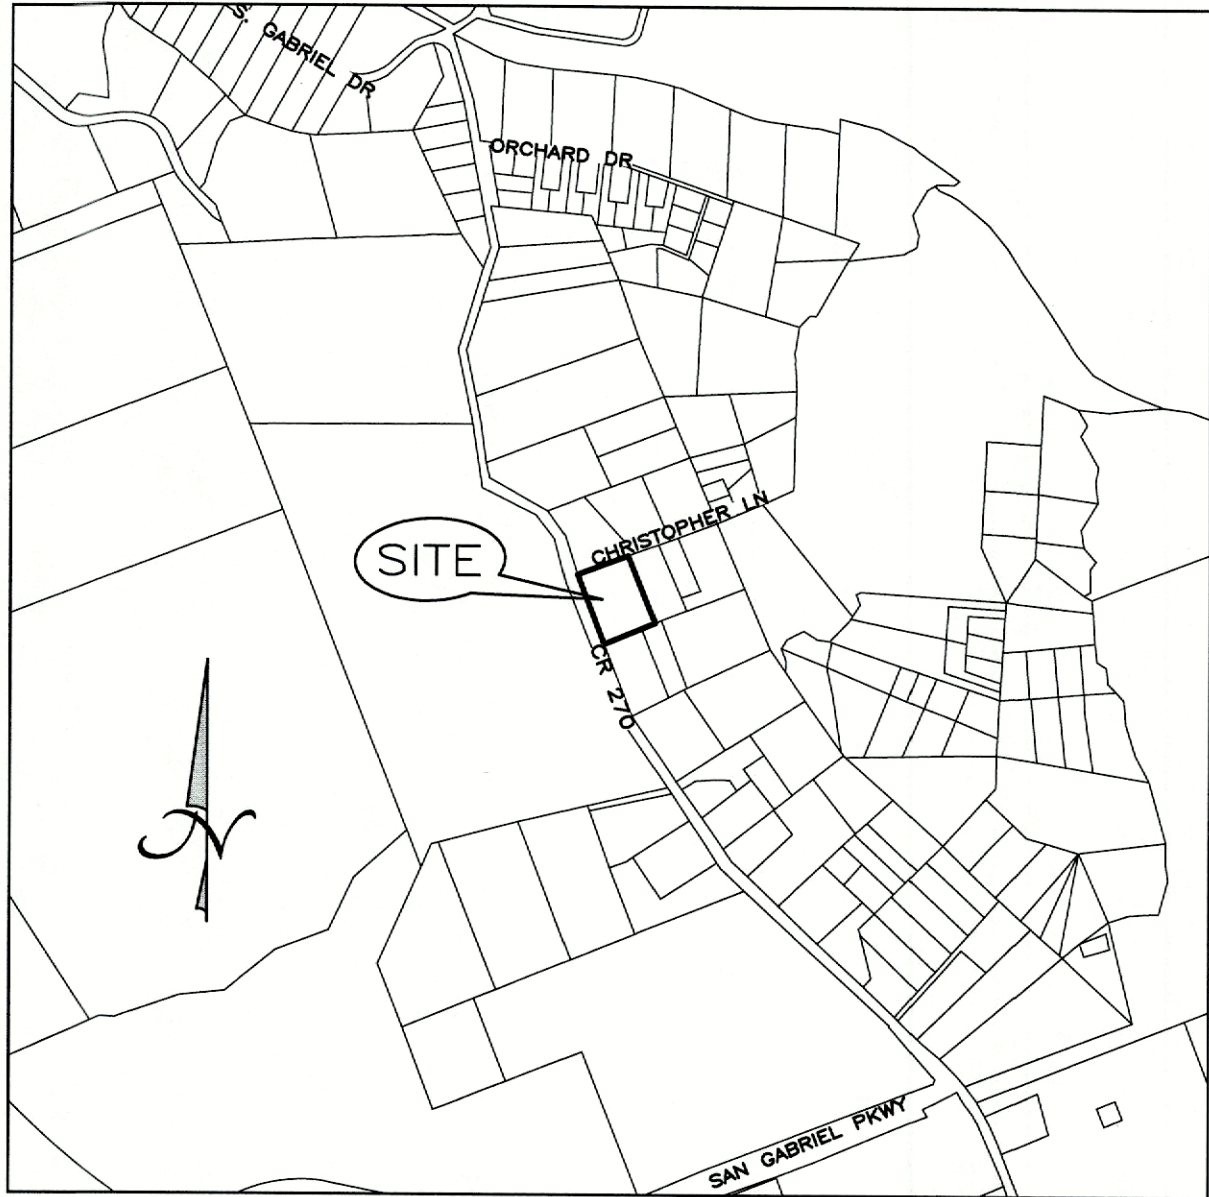 S. GABRIEL DR
ORCHARD DR
CHRISTOPHER LN
SITE
CR 270
N
SAN GABRIEL PKWY